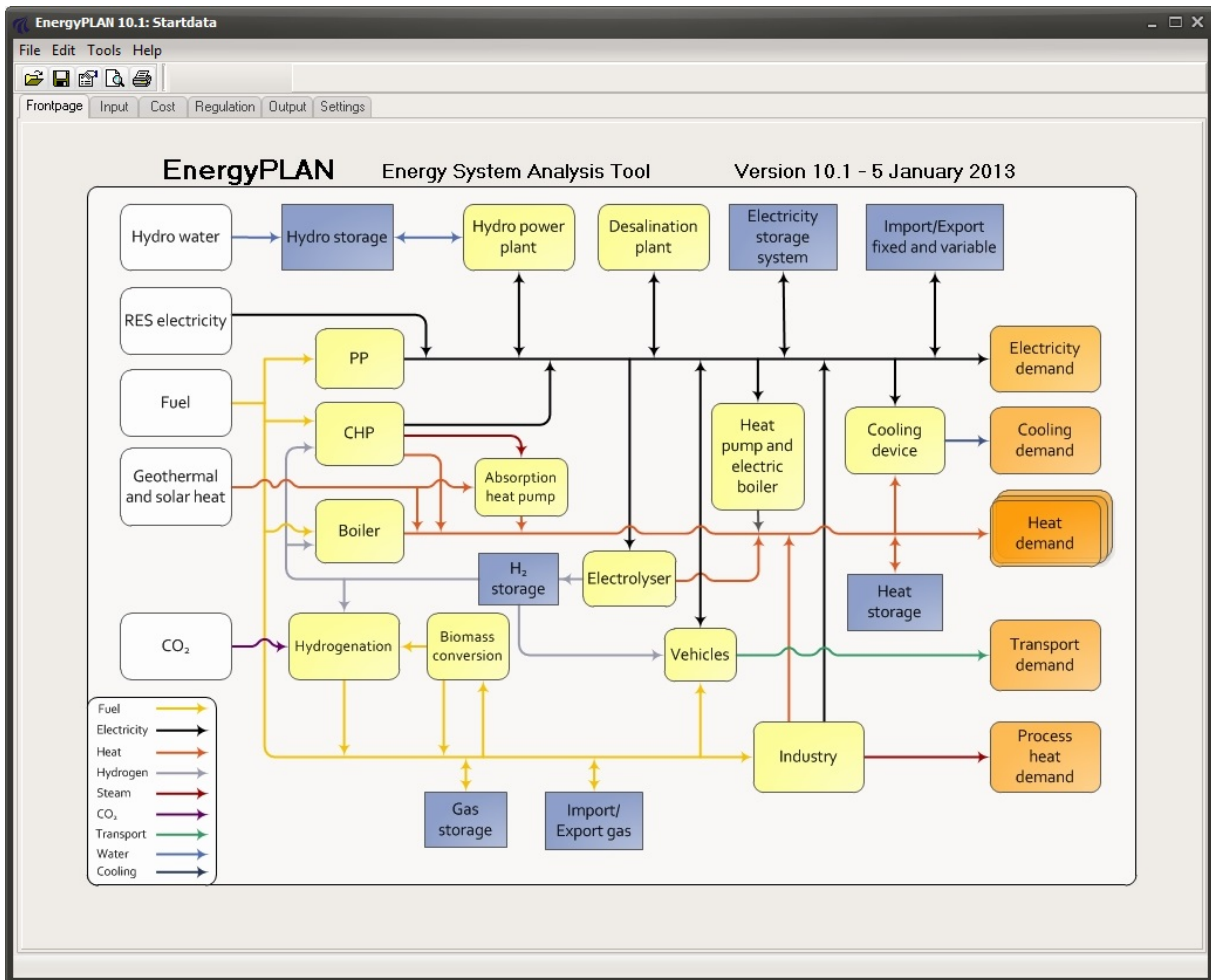 EnergyPLAN 10.1: Startdata
File Edit Tools Help
Frontpage Input Cost Regulation Output Settings
EnergyPLAN Energy System Analysis Tool Version 10.1 - 5 January 2013
Hydro water
Hydro storage
Hydro power
plant
Desalination
plant
Electricity
storage
system
Import/Export
fixed and variable
RES electricity
PP
Electricity
demand
Fuel
CHP
Heat
pump and
electric
boiler
Cooling
device
Cooling
demand
Geothermal
and solar heat
Absorption
heat pump
Boiler
Heat
demand
H₂
storage
Electrolyser
Heat
storage
CO₂
Hydrogenation
Biomass
conversion
Vehicles
Transport
demand
Industry
Process
heat
demand
Gas
storage
Import/
Export gas
Fuel
Electricity
Heat
Hydrogen
Steam
CO₂
Transport
Water
Cooling